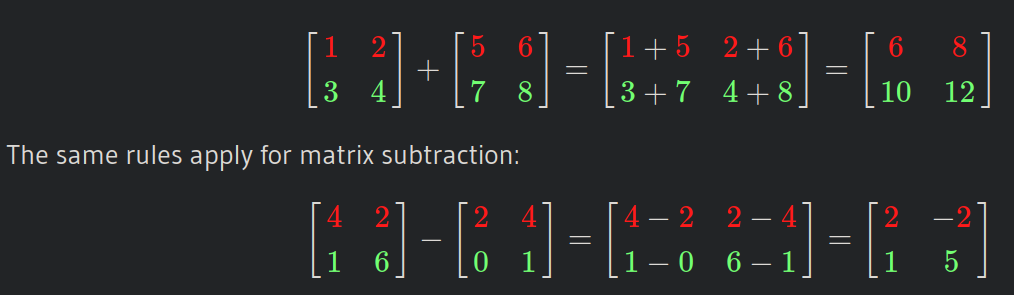 [1 2] + [5 6] = [1 + 5 2 + 6] = [6 8]
[3 4] [7 8] [3 + 7 4 + 8] [10 12]
The same rules apply for matrix subtraction:
[4 2] − [2 4] = [4 − 2 2 − 4] = [2 −2]
[1 6] [0 1] [1 − 0 6 − 1] [1 5]